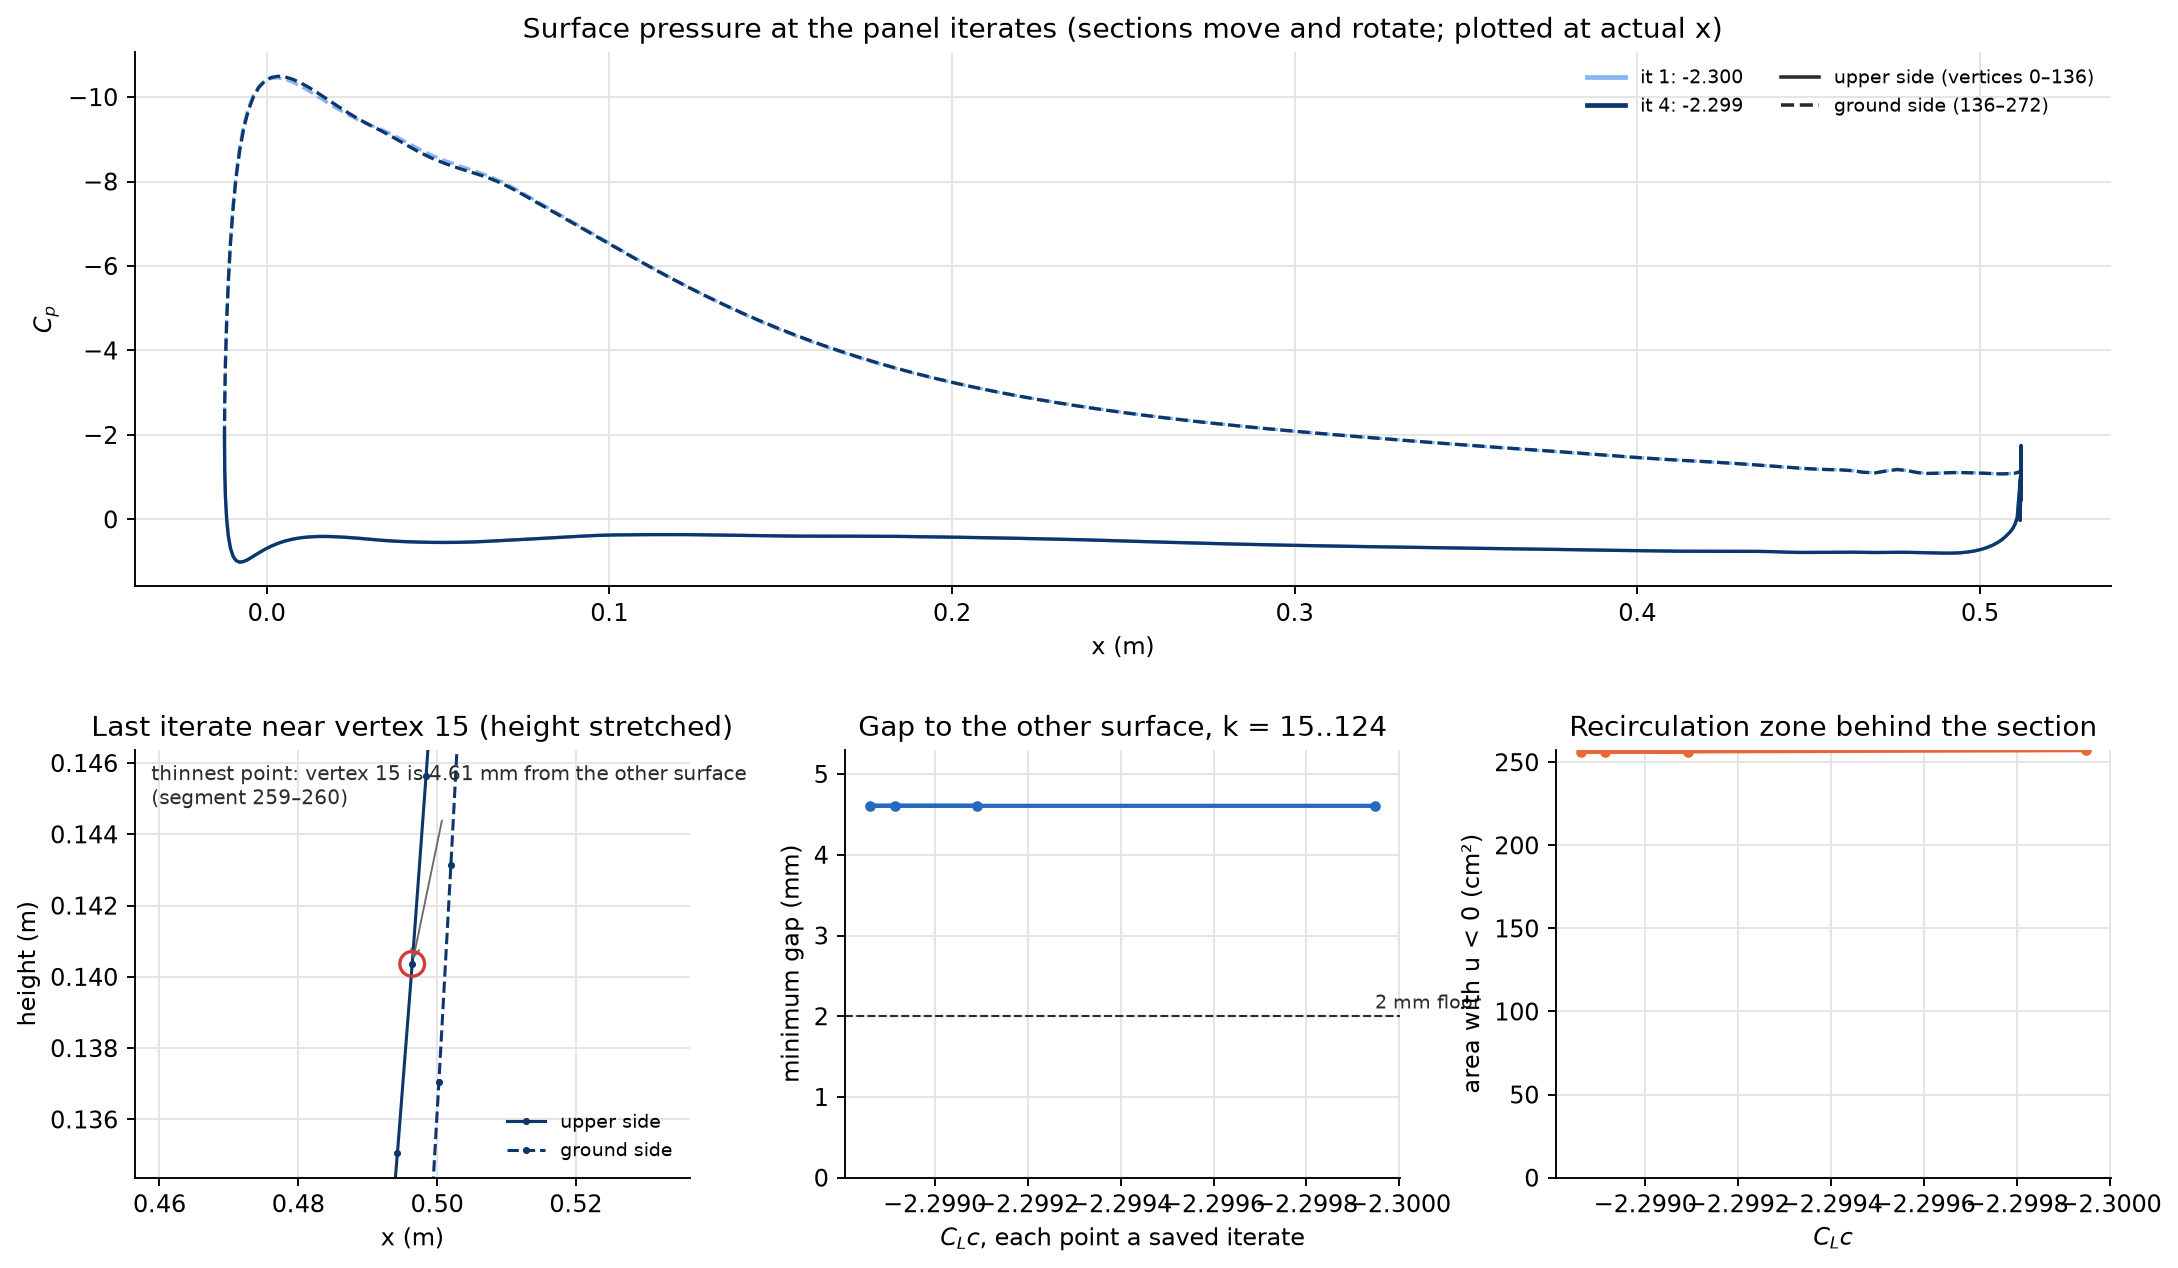 Surface pressure at the panel iterates (sections move and rotate; plotted at actual x)
it 1: -2.300
it 4: -2.299
upper side (vertices 0–136)
ground side (136–272)
−10
−8
−6
−4
−2
0
C_p
0.0 0.1 0.2 0.3 0.4 0.5
x (m)
Last iterate near vertex 15 (height stretched)
thinnest point: vertex 15 is 4.61 mm from the other surface
(segment 259–260)
0.146
0.144
0.142
0.140
0.138
0.136
height (m)
upper side
ground side
0.46 0.48 0.50 0.52
x (m)
Gap to the other surface, k = 15..124
5
4
3
2
1
0
minimum gap (mm)
2 mm floor
−2.2990 −2.2992 −2.2994 −2.2996 −2.2998 −2.3000
C_L c, each point a saved iterate
Recirculation zone behind the section
250
200
150
100
50
0
area with u < 0 (cm²)
−2.2990 −2.2992 −2.2994 −2.2996 −2.2998 −2.3000
C_L c